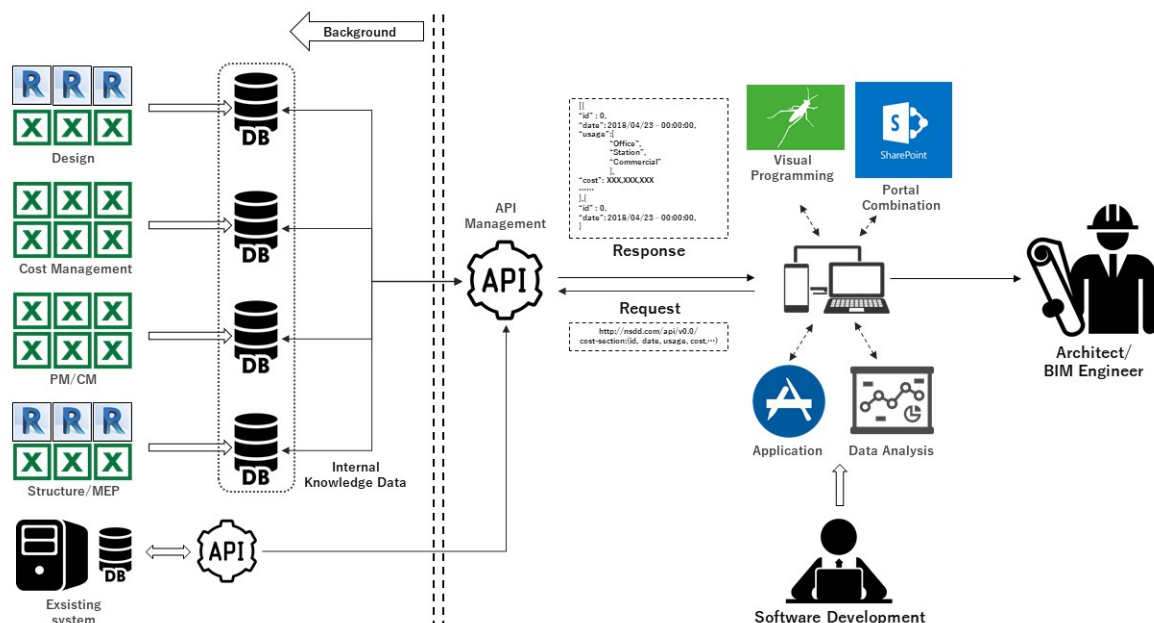 Background
R R R
X X X
Design
DB
X X X
X X X
Cost Management
DB
X X X
X X X
PM/CM
DB
R R R
X X X
Structure/MEP
DB
Internal
Knowledge Data
DB
Exsisting
system
API
API
Management
API
[[
"id" : 0,
"date": 2018/04/23 - 00:00:00,
"usage":[
"Office",
"Station",
"Commercial"
],
"cost": XXX,XXX,XXX
......
],[
"id" : 0,
"date": 2018/04/23 - 00:00:00,
}
Response
Request
http://nsdd.com/api/v0.0/
cost-section:(id, date, usage, cost,…)
Visual
Programming
S
SharePoint
Portal
Combination
Application
Data Analysis
Software Development
Architect/
BIM Engineer